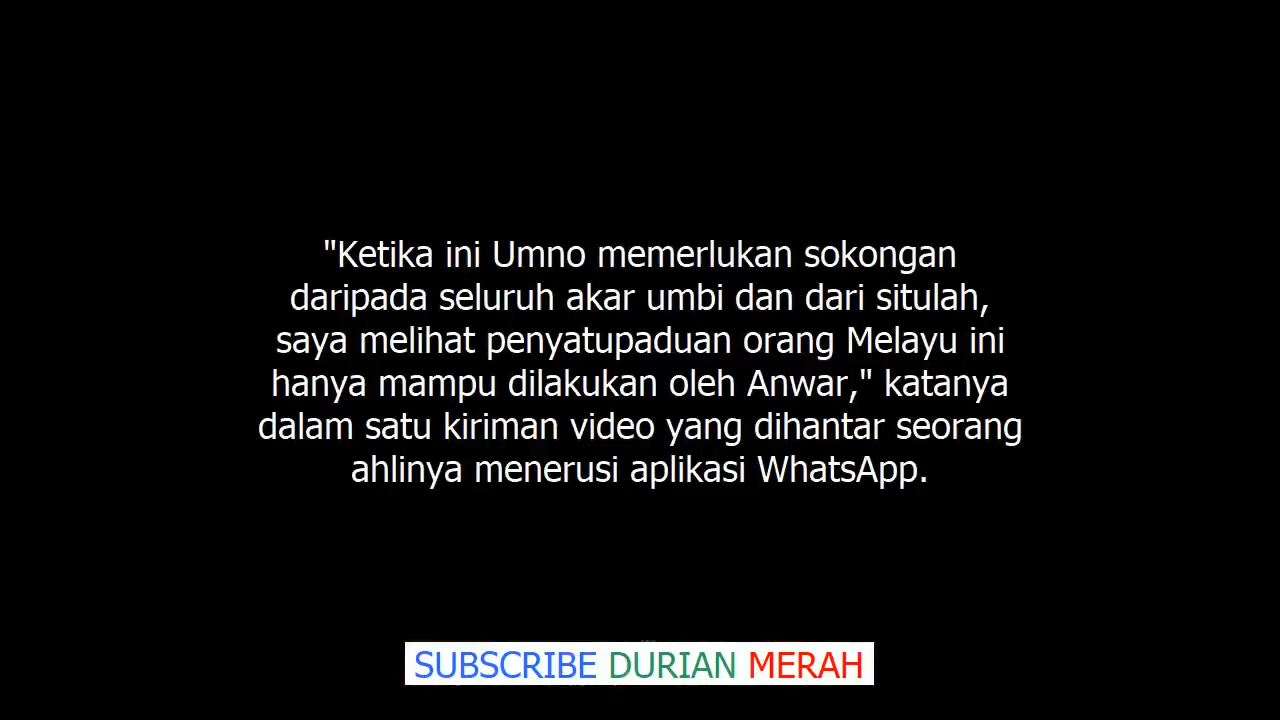 "Ketika ini Umno memerlukan sokongan
daripada seluruh akar umbi dan dari situlah,
saya melihat penyatupaduan orang Melayu ini
hanya mampu dilakukan oleh Anwar," katanya
dalam satu kiriman video yang dihantar seorang
ahlinya menerusi aplikasi WhatsApp.
SUBSCRIBE DURIAN MERAH